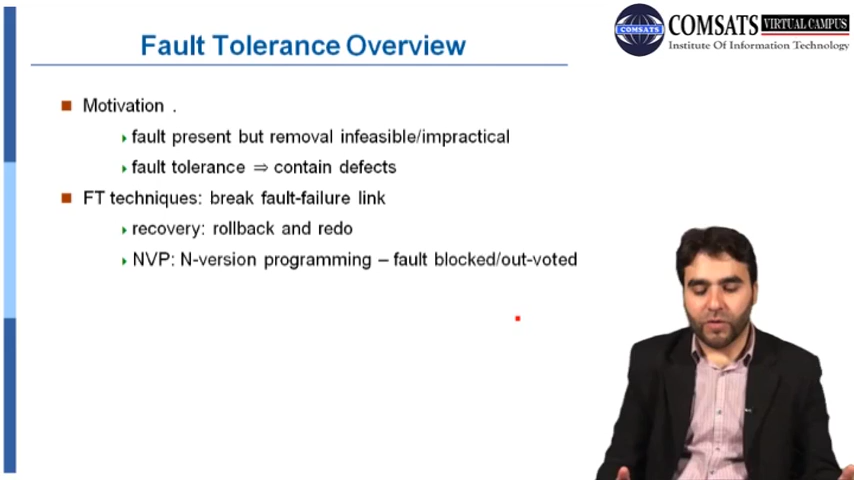 Fault Tolerance Overview
COMSATS
COMSATS VIRTUAL CAMPUS
Institute Of Information Technology
Motivation .
fault present but removal infeasible/impractical
fault tolerance ⇒ contain defects
FT techniques: break fault-failure link
recovery: rollback and redo
NVP: N-version programming – fault blocked/out-voted